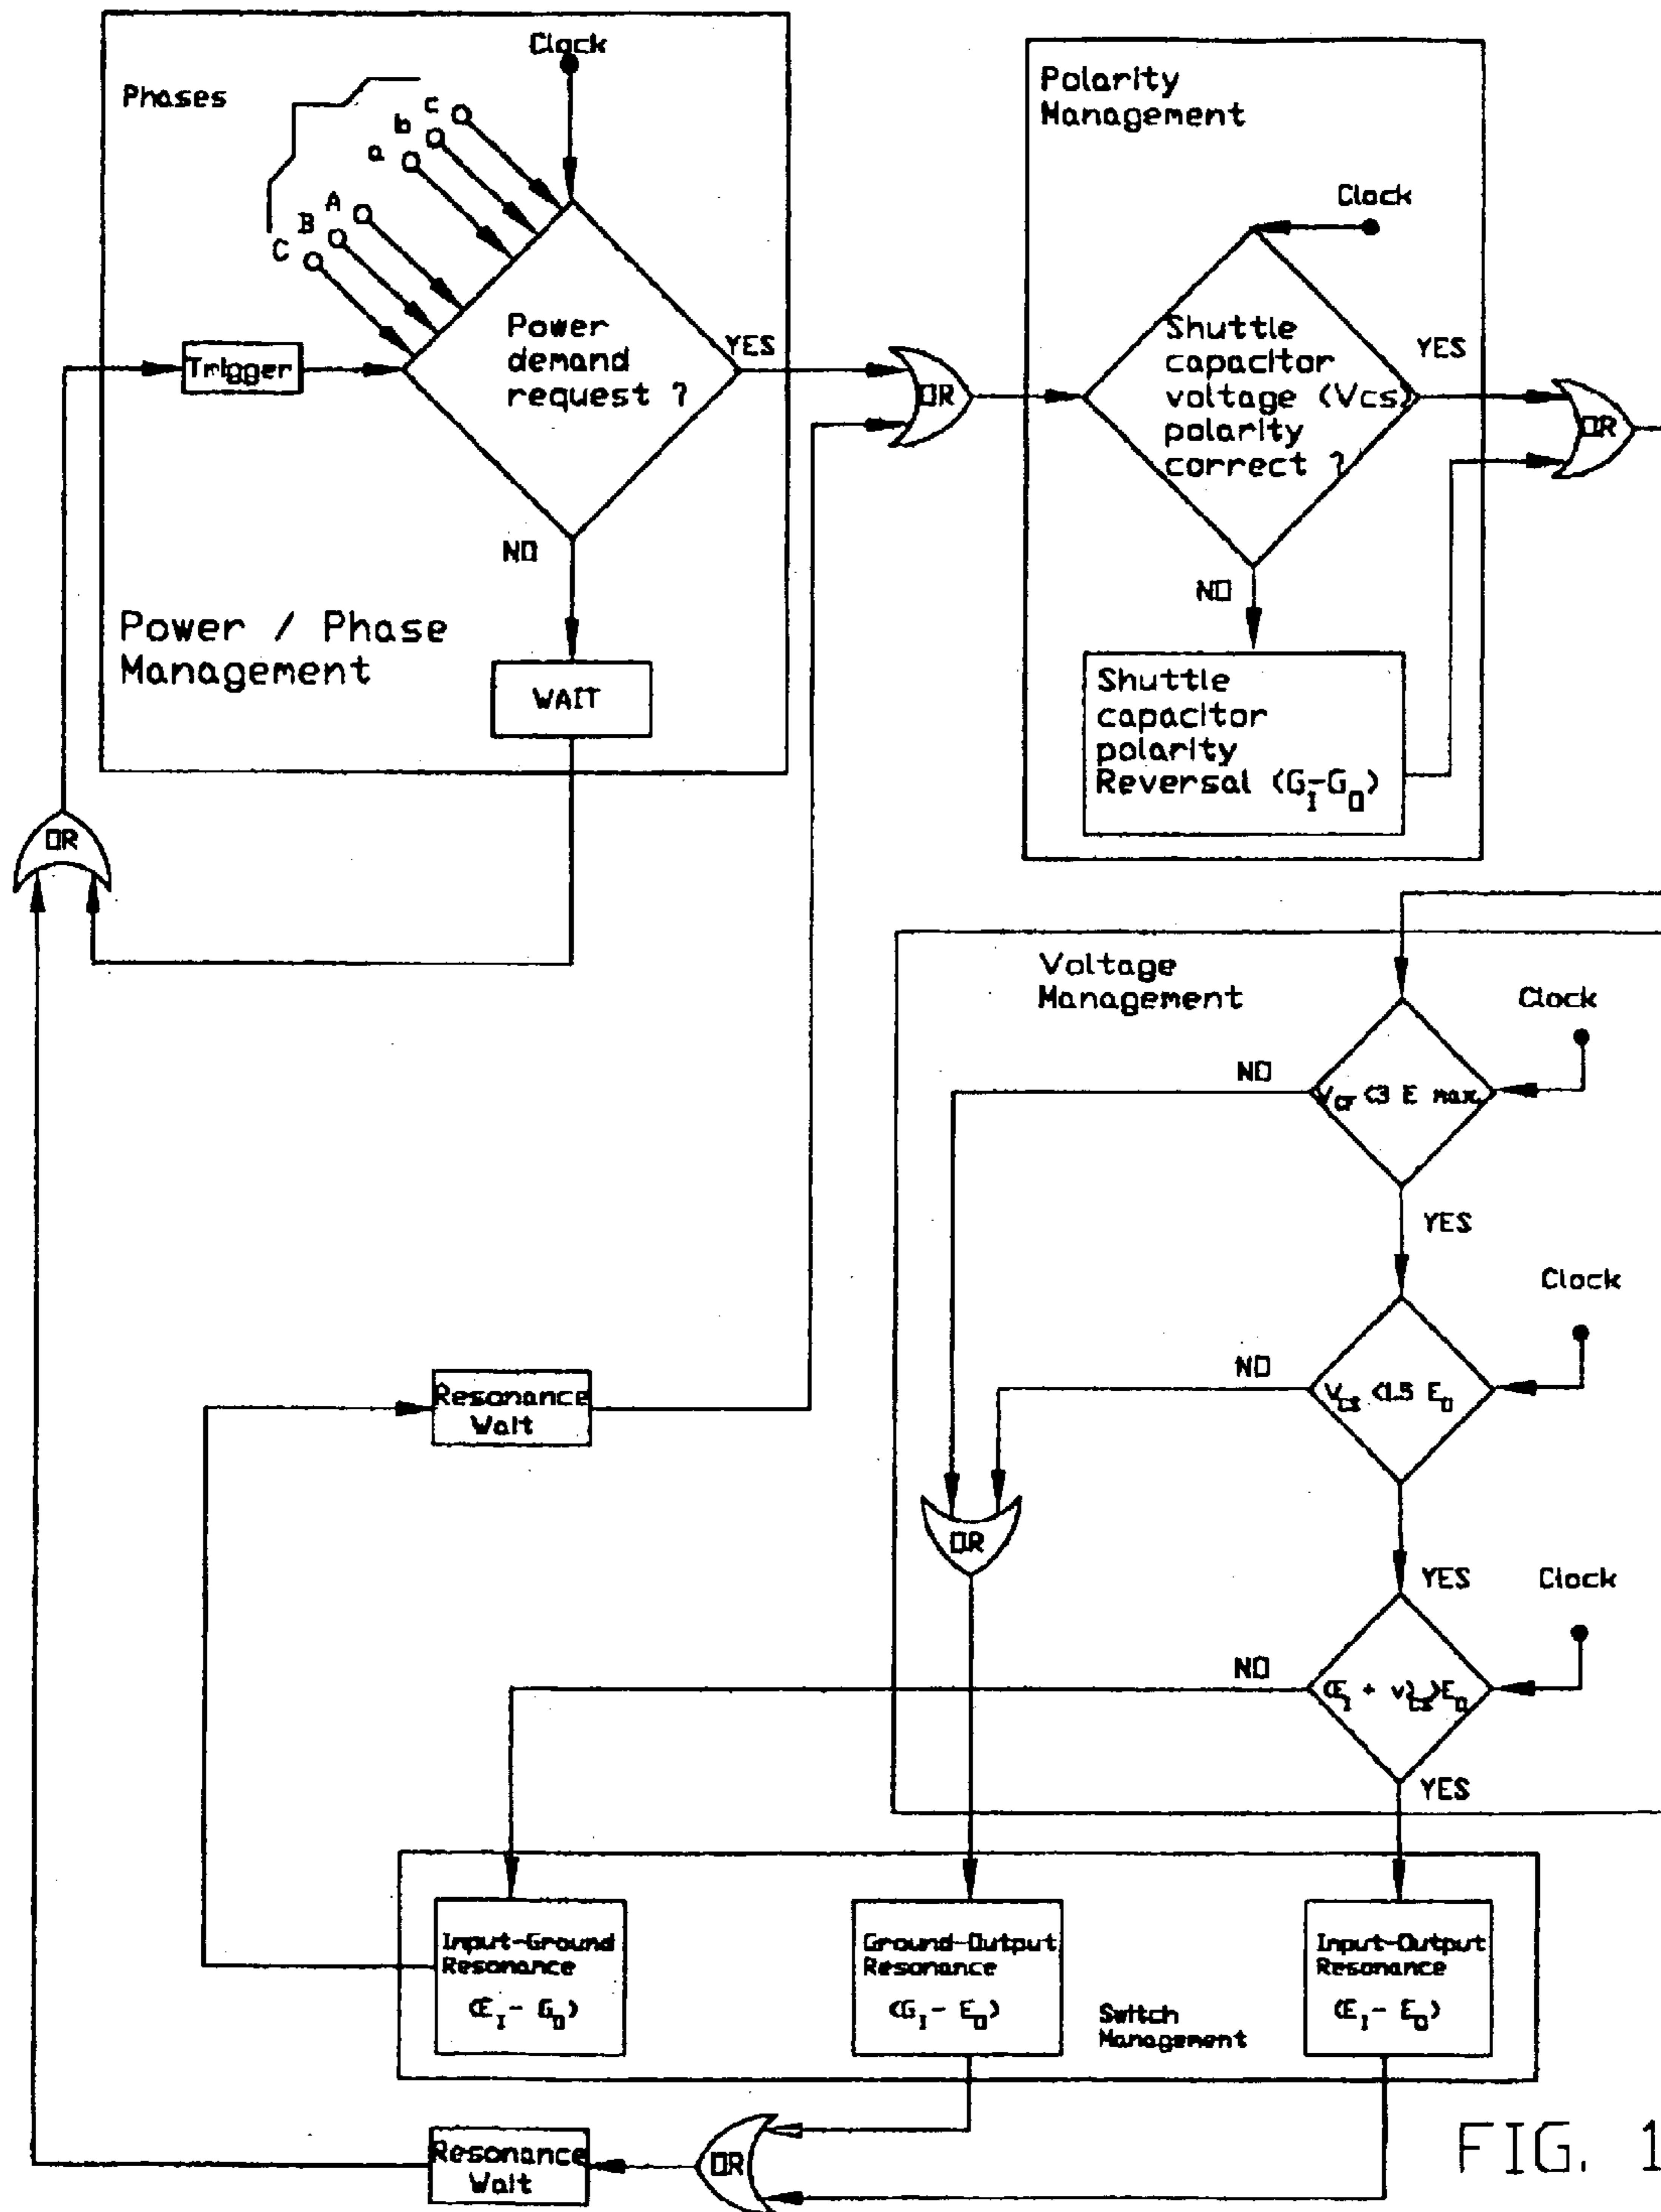 Clock
Phases
c
b
a
A
B
C
Trigger
Power
demand
request ?
YES
NO
WAIT
Power / Phase
Management
OR
Polarity
Management
Clock
Shuttle
capacitor
voltage (Vcs)
polarity
correct ?
YES
OR
NO
Shuttle
capacitor
polarity
Reversal (G_I-G_O)
OR
Voltage
Management
Clock
NO
V_cr <3 E max.
YES
Clock
NO
V_cs <1.5 E_O
YES
OR
Clock
NO
(E_I + v_cs)>E_O
YES
Resonance
Wait
Input-Ground
Resonance
(E_I - G_O)
Ground-Output
Resonance
(G_I - E_O)
Input-Output
Resonance
(E_I - E_O)
Switch
Management
Resonance
Wait
OR
FIG. 1